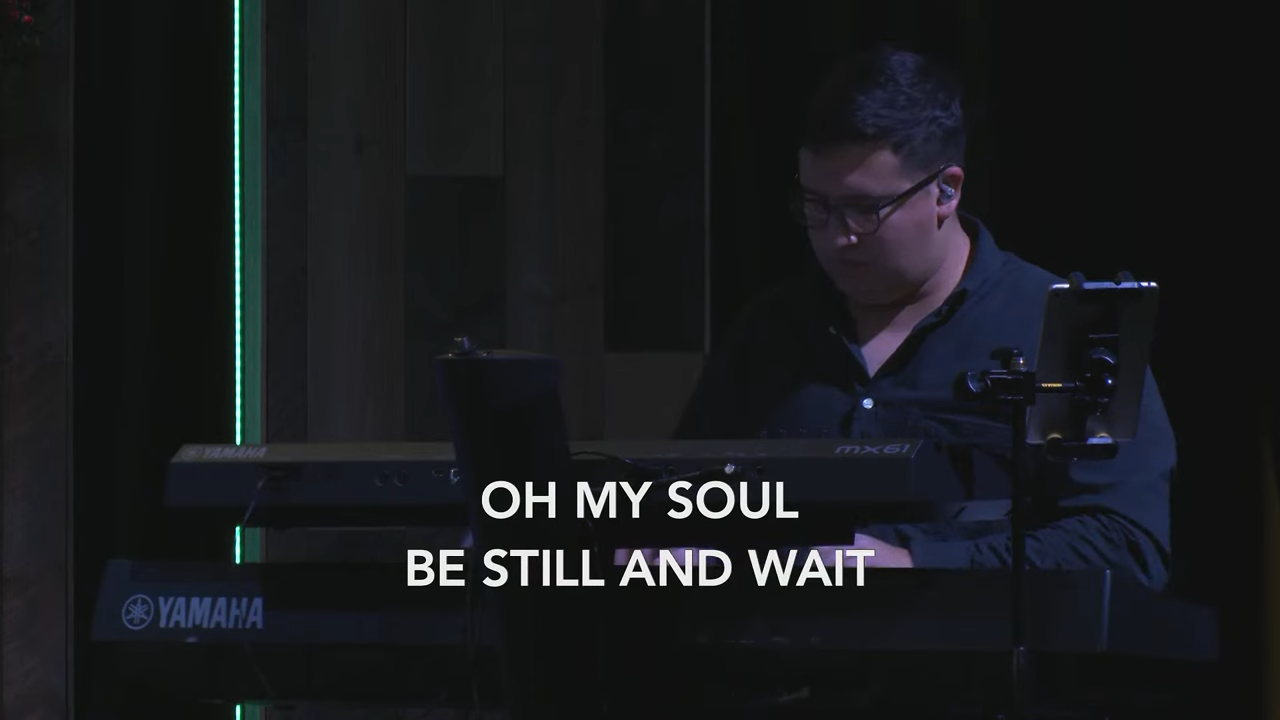 YAMAHA
mx61
OH MY SOUL
BE STILL AND WAIT
YAMAHA